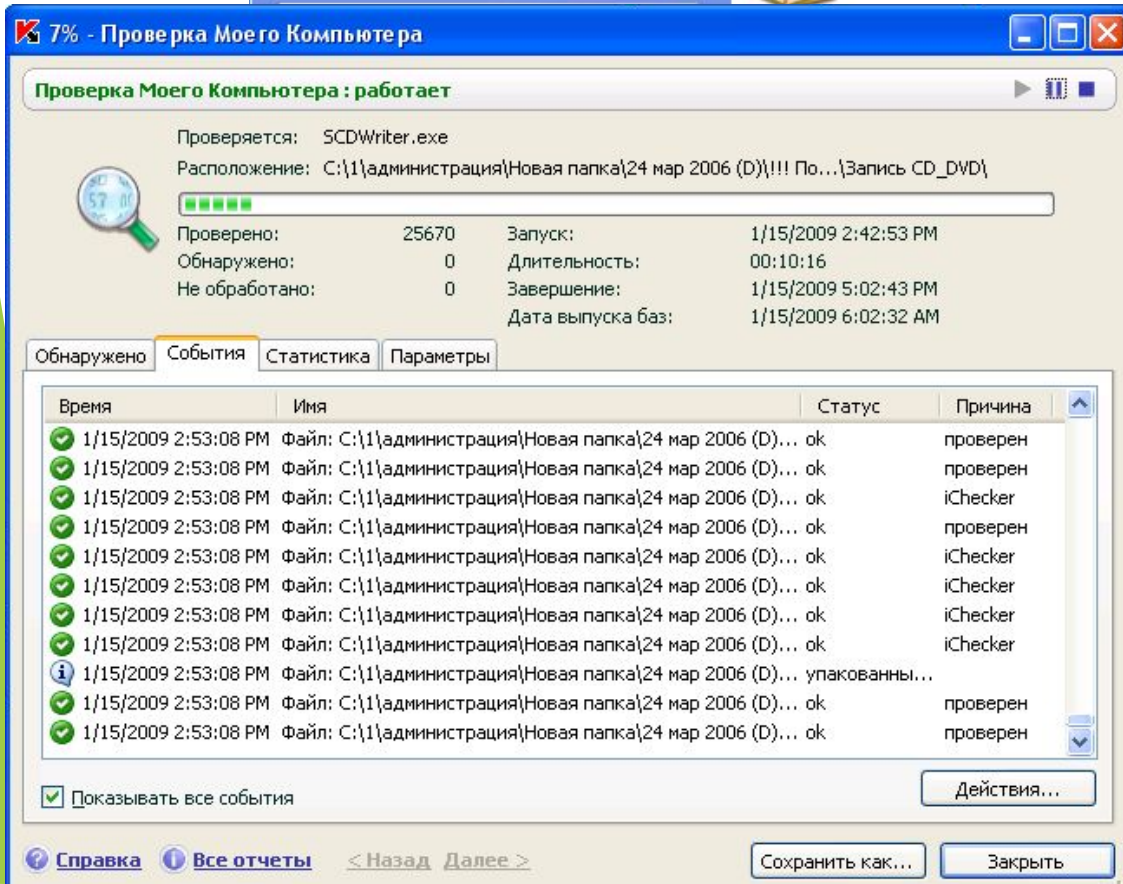 7% - Проверка Моего Компьютера
Проверка Моего Компьютера : работает
Проверяется: SCDWriter.exe
Расположение: C:\1\администрация\Новая папка\24 мар 2006 (D)\!!! По...\Запись CD_DVD\
Проверено: 25670 Запуск: 1/15/2009 2:42:53 PM
Обнаружено: 0 Длительность: 00:10:16
Не обработано: 0 Завершение: 1/15/2009 5:02:43 PM
Дата выпуска баз: 1/15/2009 6:02:32 AM
Обнаружено События Статистика Параметры
Время Имя Статус Причина
1/15/2009 2:53:08 PM Файл: C:\1\администрация\Новая папка\24 мар 2006 (D)... ok проверен
1/15/2009 2:53:08 PM Файл: C:\1\администрация\Новая папка\24 мар 2006 (D)... ok проверен
1/15/2009 2:53:08 PM Файл: C:\1\администрация\Новая папка\24 мар 2006 (D)... ok iChecker
1/15/2009 2:53:08 PM Файл: C:\1\администрация\Новая папка\24 мар 2006 (D)... ok проверен
1/15/2009 2:53:08 PM Файл: C:\1\администрация\Новая папка\24 мар 2006 (D)... ok iChecker
1/15/2009 2:53:08 PM Файл: C:\1\администрация\Новая папка\24 мар 2006 (D)... ok iChecker
1/15/2009 2:53:08 PM Файл: C:\1\администрация\Новая папка\24 мар 2006 (D)... ok iChecker
1/15/2009 2:53:08 PM Файл: C:\1\администрация\Новая папка\24 мар 2006 (D)... ok iChecker
1/15/2009 2:53:08 PM Файл: C:\1\администрация\Новая папка\24 мар 2006 (D)... упакованны...
1/15/2009 2:53:08 PM Файл: C:\1\администрация\Новая папка\24 мар 2006 (D)... ok проверен
1/15/2009 2:53:08 PM Файл: C:\1\администрация\Новая папка\24 мар 2006 (D)... ok проверен
Показывать все события Действия...
Справка Все отчеты < Назад Далее > Сохранить как... Закрыть